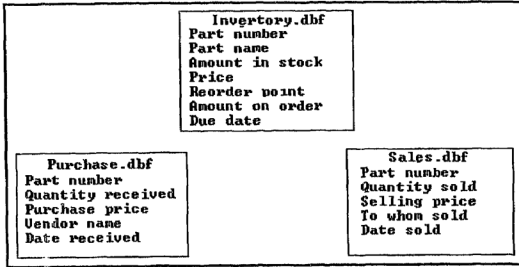 Invertory.dbf
Part number
Part name
Amount in stock
Price
Reorder point
Amount on order
Due date
Purchase.dbf
Part number
Quantity received
Purchase price
Vendor name
Date received
Sales.dbf
Part number
Quantity sold
Selling price
To whom sold
Date sold